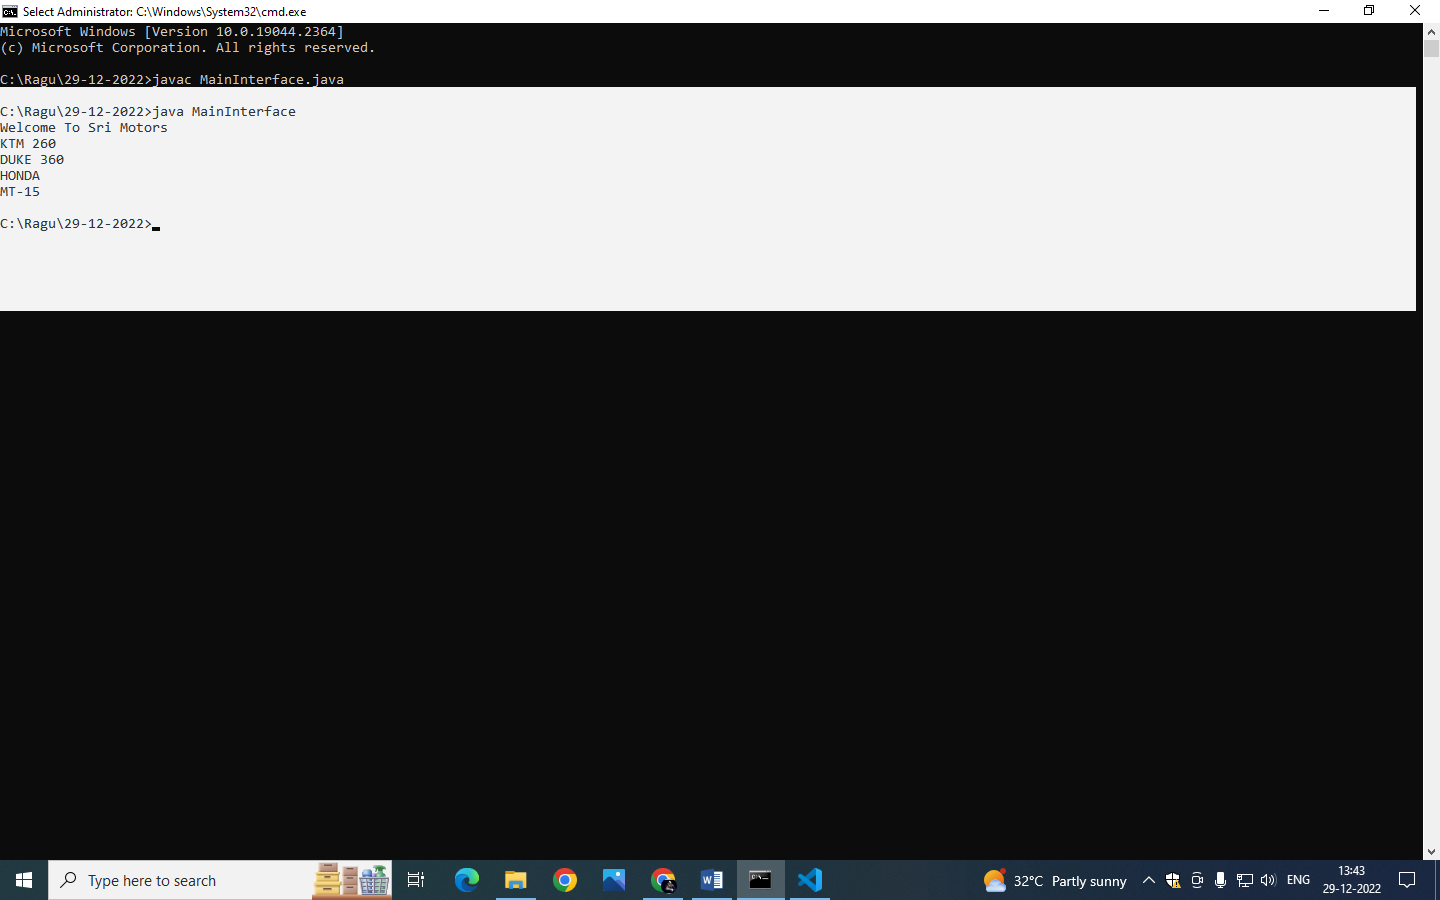 Select Administrator: C:\Windows\System32\cmd.exe
Microsoft Windows [Version 10.0.19044.2364]
(c) Microsoft Corporation. All rights reserved.
C:\Ragu\29-12-2022>javac MainInterface.java
C:\Ragu\29-12-2022>java MainInterface
Welcome To Sri Motors
KTM 260
DUKE 360
HONDA
MT-15
C:\Ragu\29-12-2022>
Type here to search
32°C Partly sunny
ENG
13:43
29-12-2022